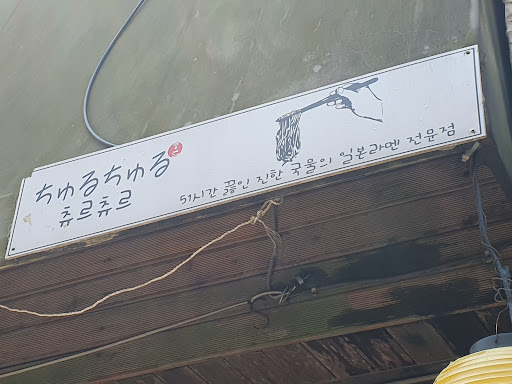 ちゅるちゅる
츄르츄르
51시간 끓인 진한 국물의 일본라멘 전문점